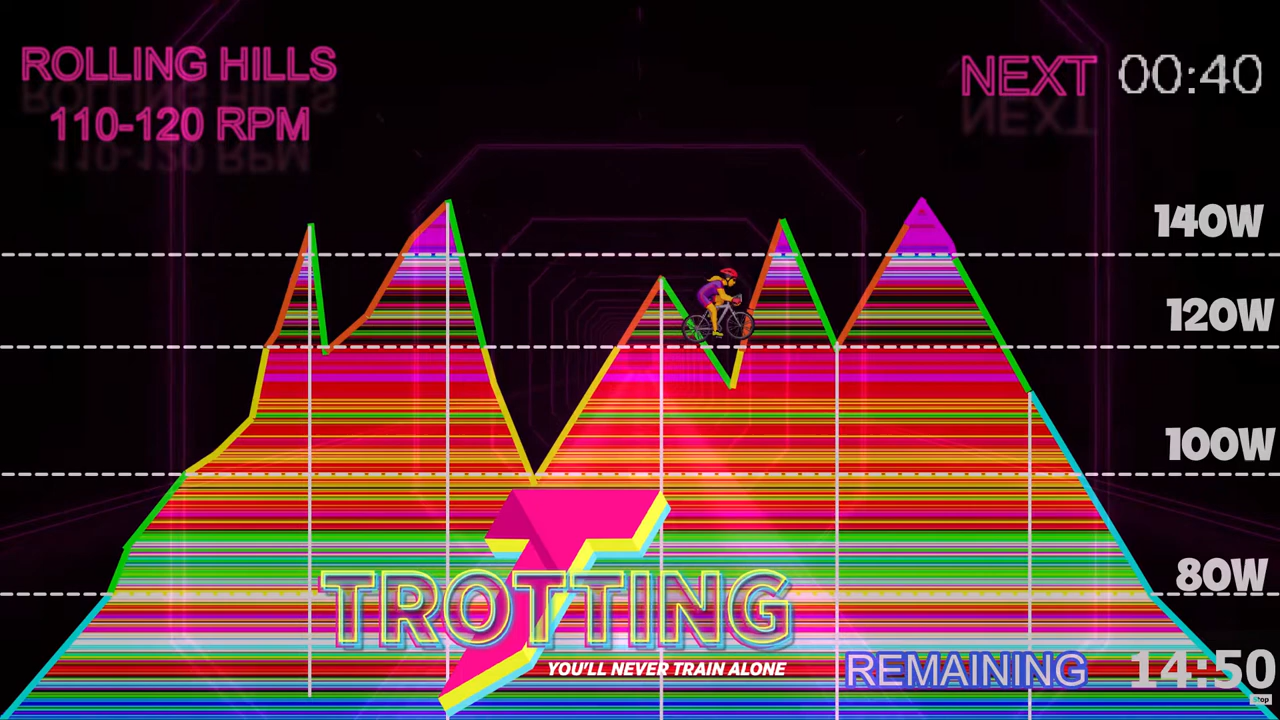 ROLLING HILLS
110-120 RPM
NEXT 00:40
140W
120W
100W
80W
TROTTING
YOU'LL NEVER TRAIN ALONE
REMAINING 14:50
Stop